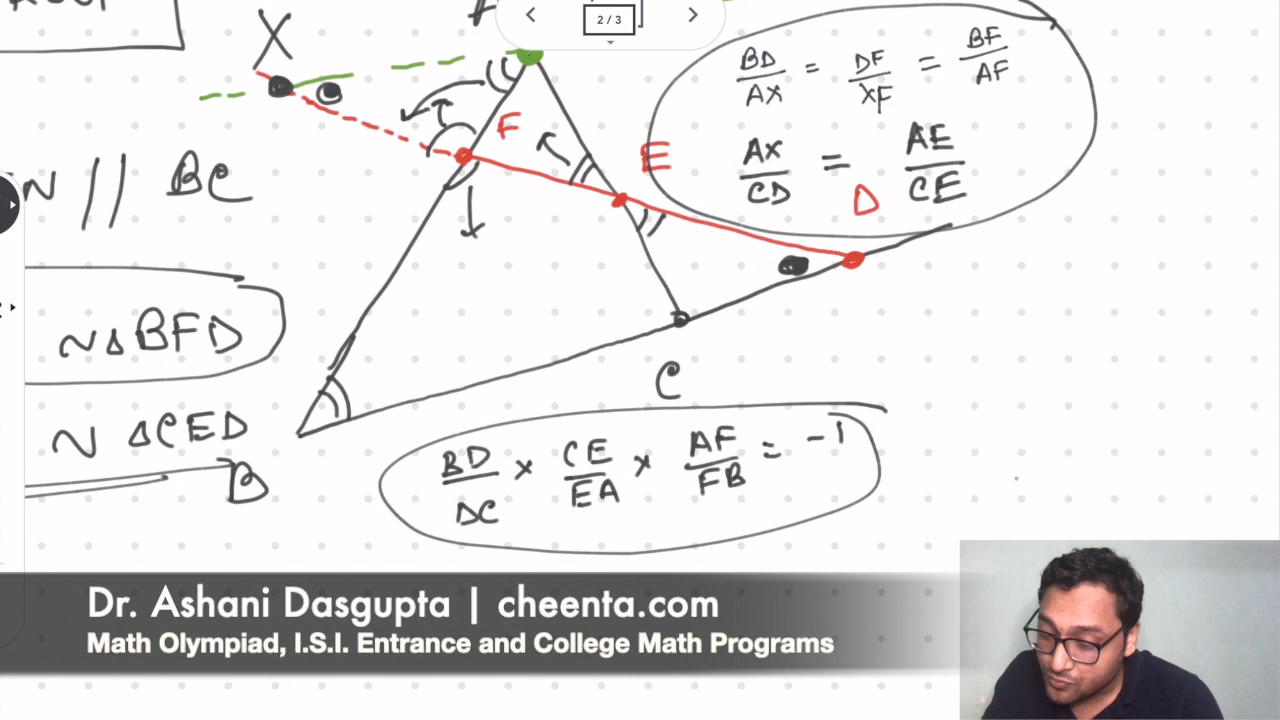 X
2 / 3
F
E
BD/AX = DF/XF = BF/AF
AX/CD = AE/CE
D
N // BC
~ΔBFD
~ΔCED
B
C
BD/DC × CE/EA × AF/FB = -1
Dr. Ashani Dasgupta | cheenta.com
Math Olympiad, I.S.I. Entrance and College Math Programs